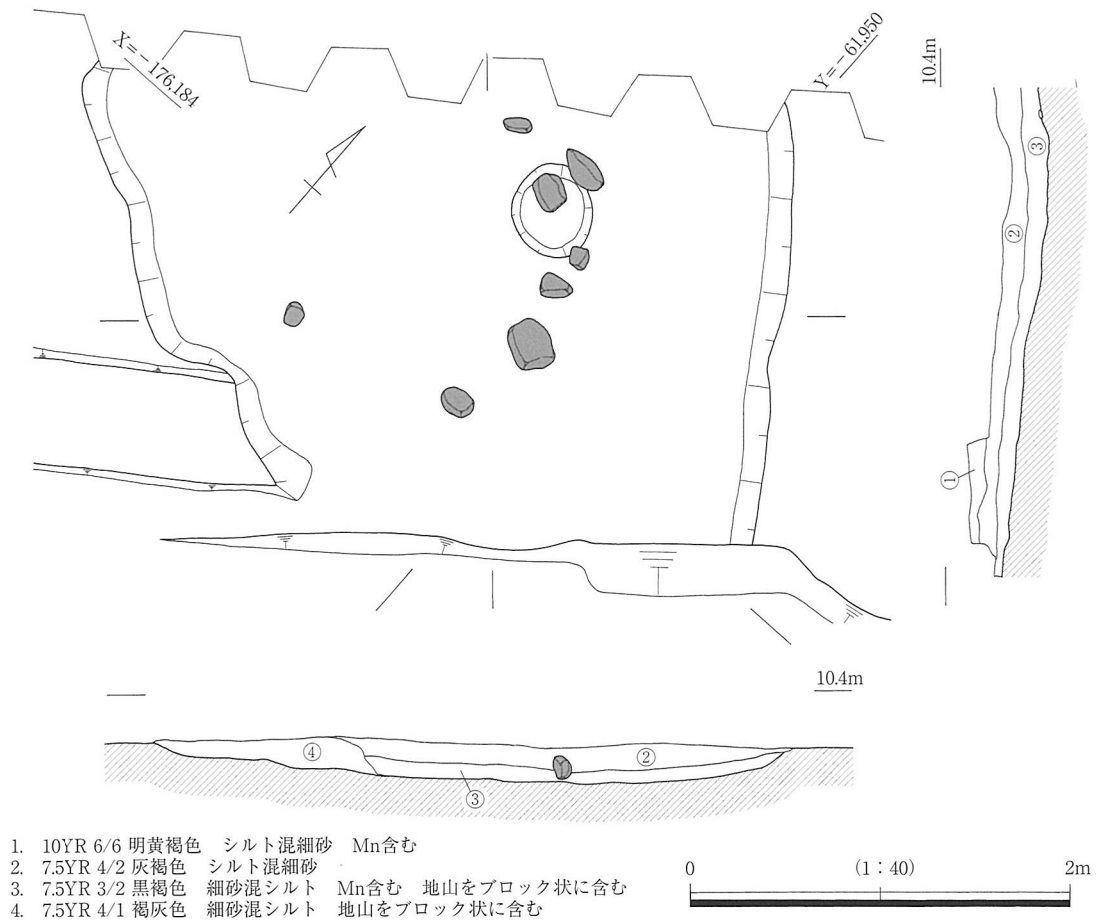 X=－176,184
Y=－61,950
10.4m
③
②
①
10.4m
④
②
③
1. 10YR 6/6 明黄褐色　シルト混細砂　Mn含む
2. 7.5YR 4/2 灰褐色　シルト混細砂
3. 7.5YR 3/2 黒褐色　細砂混シルト　Mn含む　地山をブロック状に含む
4. 7.5YR 4/1 褐灰色　細砂混シルト　地山をブロック状に含む
0　(1：40)　2m